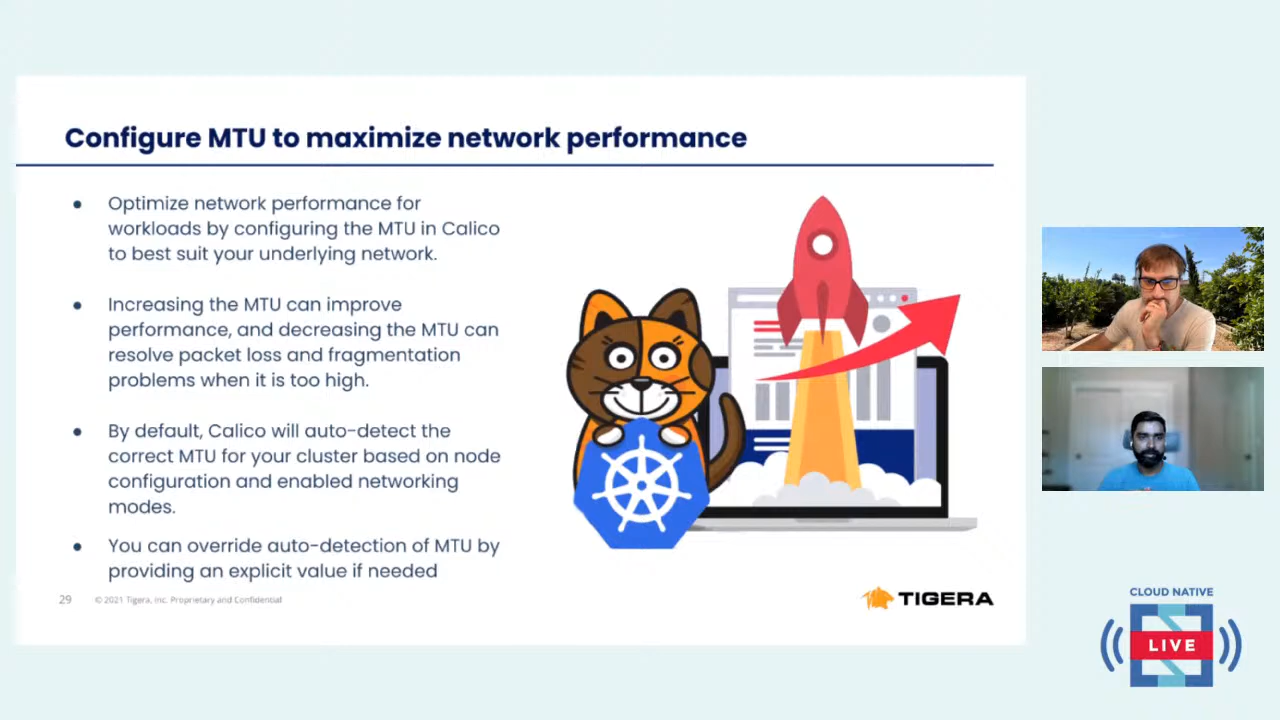 Configure MTU to maximize network performance
● Optimize network performance for
workloads by configuring the MTU in Calico
to best suit your underlying network.
● Increasing the MTU can improve
performance, and decreasing the MTU can
resolve packet loss and fragmentation
problems when it is too high.
● By default, Calico will auto-detect the
correct MTU for your cluster based on node
configuration and enabled networking
modes.
● You can override auto-detection of MTU by
providing an explicit value if needed
29 © 2021 Tigera, Inc. Proprietary and Confidential
TIGERA
CLOUD NATIVE
LIVE